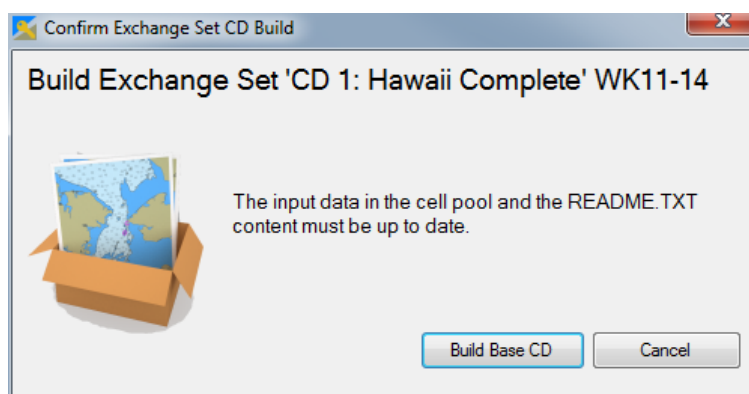 Confirm Exchange Set CD Build
Build Exchange Set 'CD 1: Hawaii Complete' WK11-14
The input data in the cell pool and the README.TXT
content must be up to date.
Build Base CD
Cancel